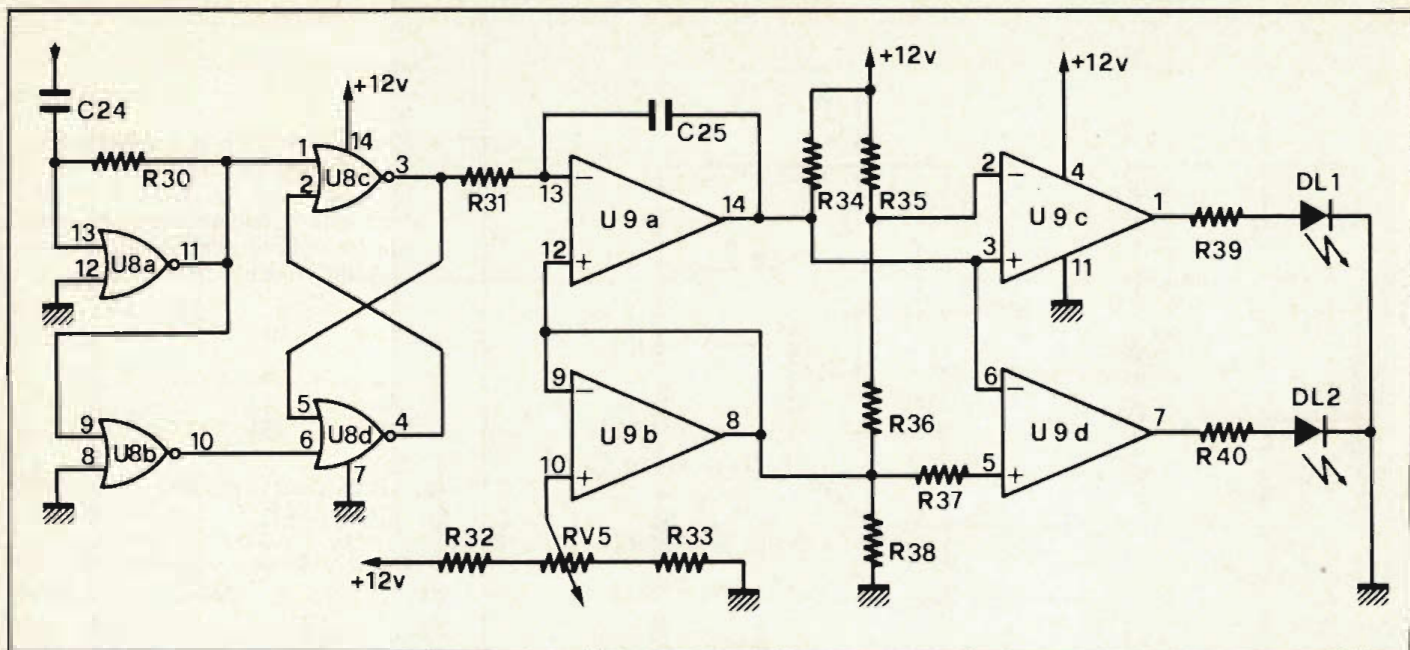 C24
+12v
14
1
R30
2
U8c
3
13
12
U8a
11
9
8
U8b
10
5
6
U8d
4
7
R31
C25
13
−
U9a
14
12
+
9
−
U9b
8
10
+
R32
RV5
R33
+12v
+12v
R34
R35
R36
R37
R38
+12v
4
2
−
U9c
1
3
+
11
R39
DL1
6
−
U9d
7
5
+
R40
DL2